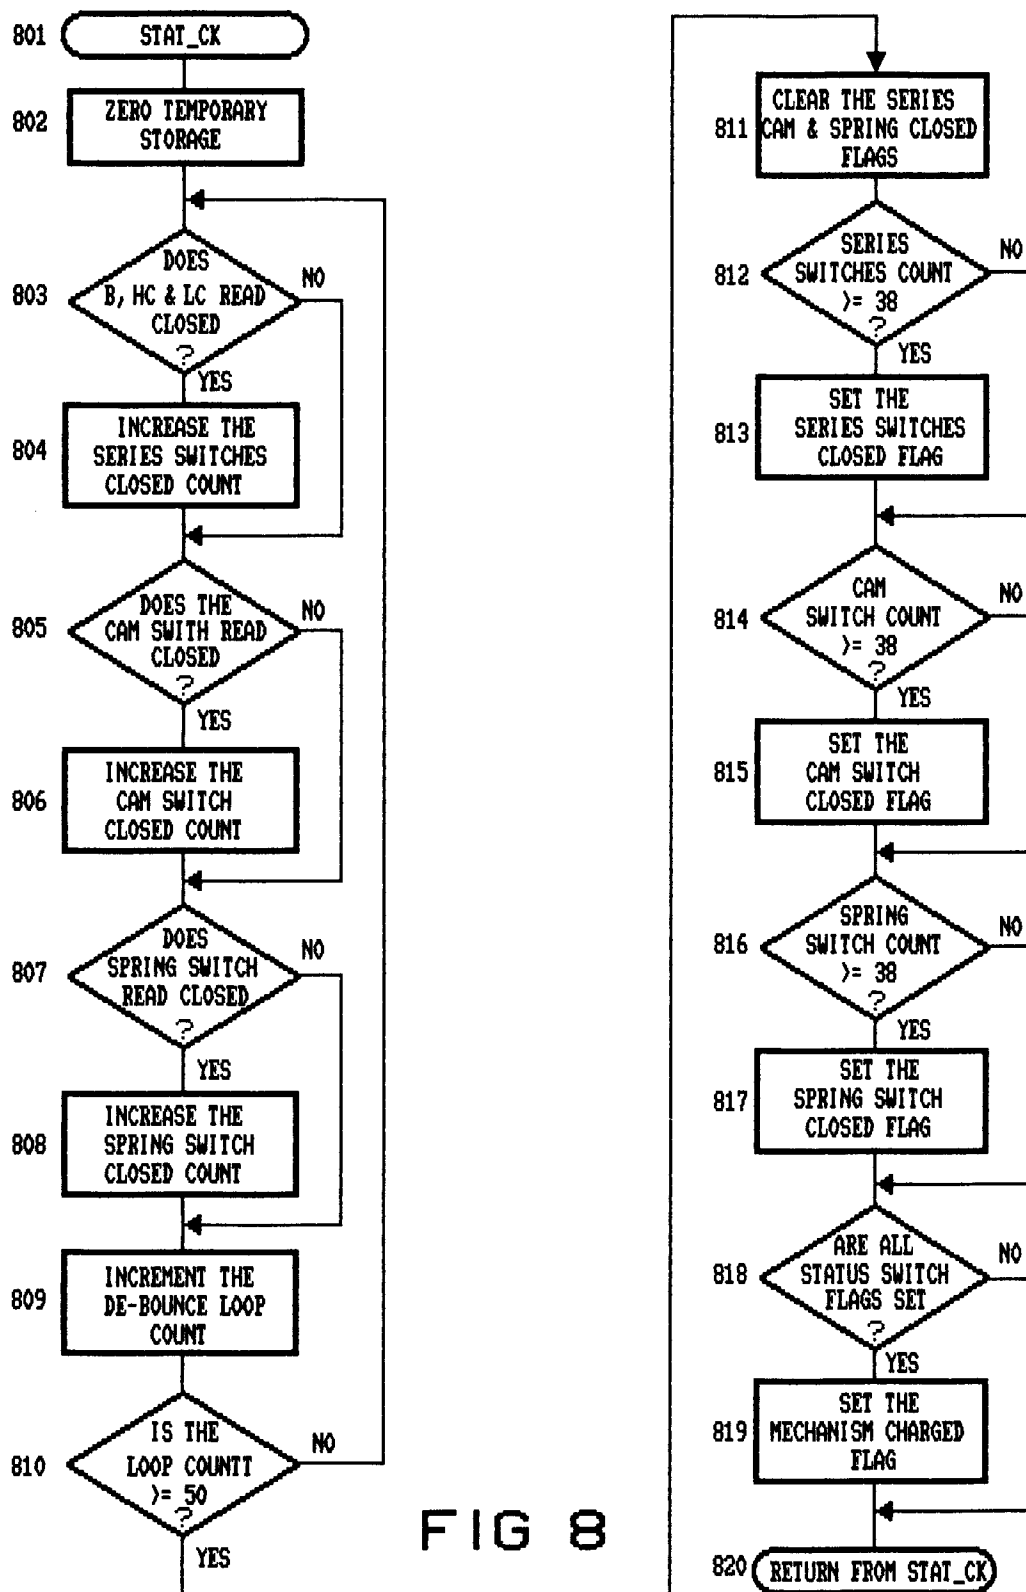 801
STAT_CK
802
ZERO TEMPORARY
STORAGE
803
DOES
B, HC & LC READ
CLOSED
?
NO
YES
804
INCREASE THE
SERIES SWITCHES
CLOSED COUNT
805
DOES THE
CAM SWITH READ
CLOSED
?
NO
YES
806
INCREASE THE
CAM SWITCH
CLOSED COUNT
807
DOES
SPRING SWITCH
READ CLOSED
?
NO
YES
808
INCREASE THE
SPRING SWITCH
CLOSED COUNT
809
INCREMENT THE
DE-BOUNCE LOOP
COUNT
810
IS THE
LOOP COUNTT
>= 50
?
NO
YES
811
CLEAR THE SERIES
CAM & SPRING CLOSED
FLAGS
812
SERIES
SWITCHES COUNT
>= 38
?
NO
YES
813
SET THE
SERIES SWITCHES
CLOSED FLAG
814
CAM
SWITCH COUNT
>= 38
?
NO
YES
815
SET THE
CAM SWITCH
CLOSED FLAG
816
SPRING
SWITCH COUNT
>= 38
?
NO
YES
817
SET THE
SPRING SWITCH
CLOSED FLAG
818
ARE ALL
STATUS SWITCH
FLAGS SET
?
NO
YES
819
SET THE
MECHANISM CHARGED
FLAG
820
RETURN FROM STAT_CK
FIG 8